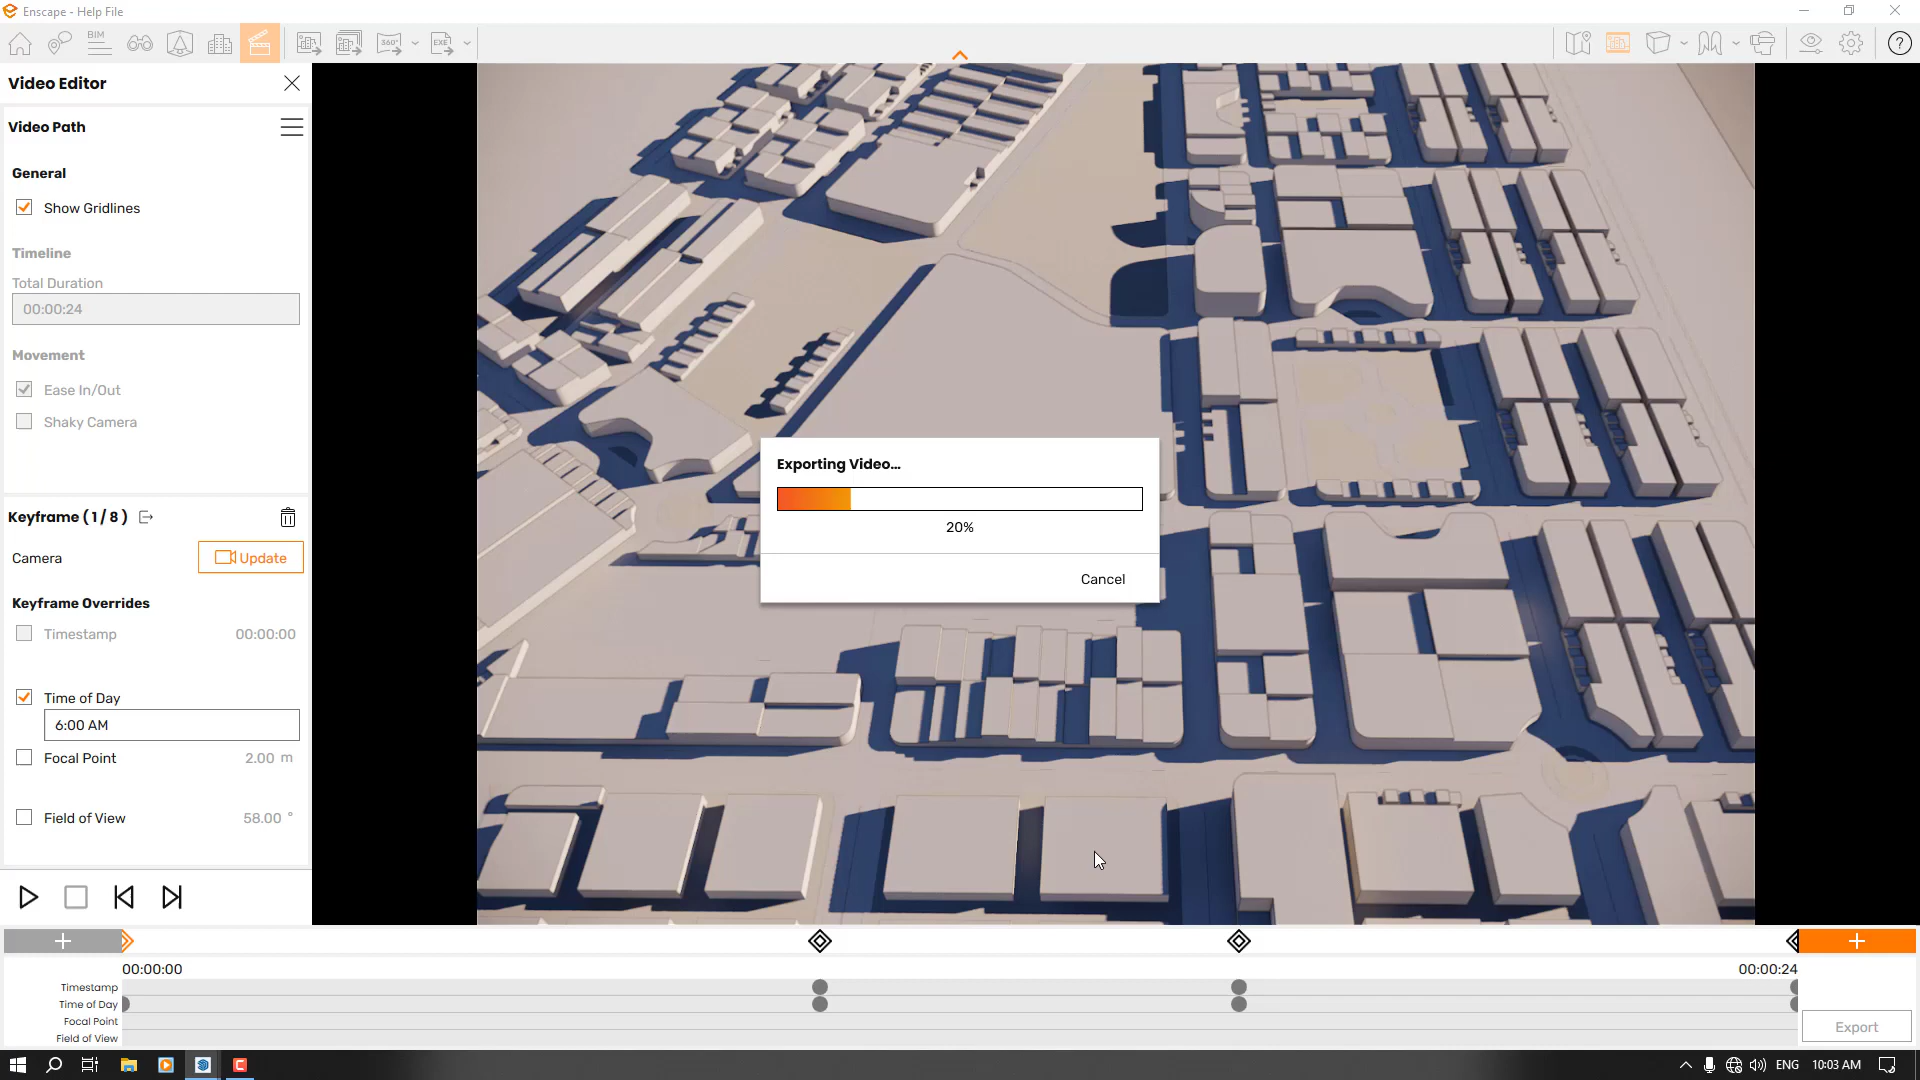 Enscape - Help File
BIM
360°
EXE
Video Editor
Video Path
General
Show Gridlines
Timeline
Total Duration
00:00:24
Movement
Ease In/Out
Shaky Camera
Exporting Video...
20%
Cancel
Keyframe ( 1 / 8 )
Camera
Update
Keyframe Overrides
Timestamp 00:00:00
Time of Day
6:00 AM
Focal Point 2.00 m
Field of View 58.00 °
00:00:00 00:00:24
Timestamp
Time of Day
Focal Point
Field of View
Export
ENG 10:03 AM